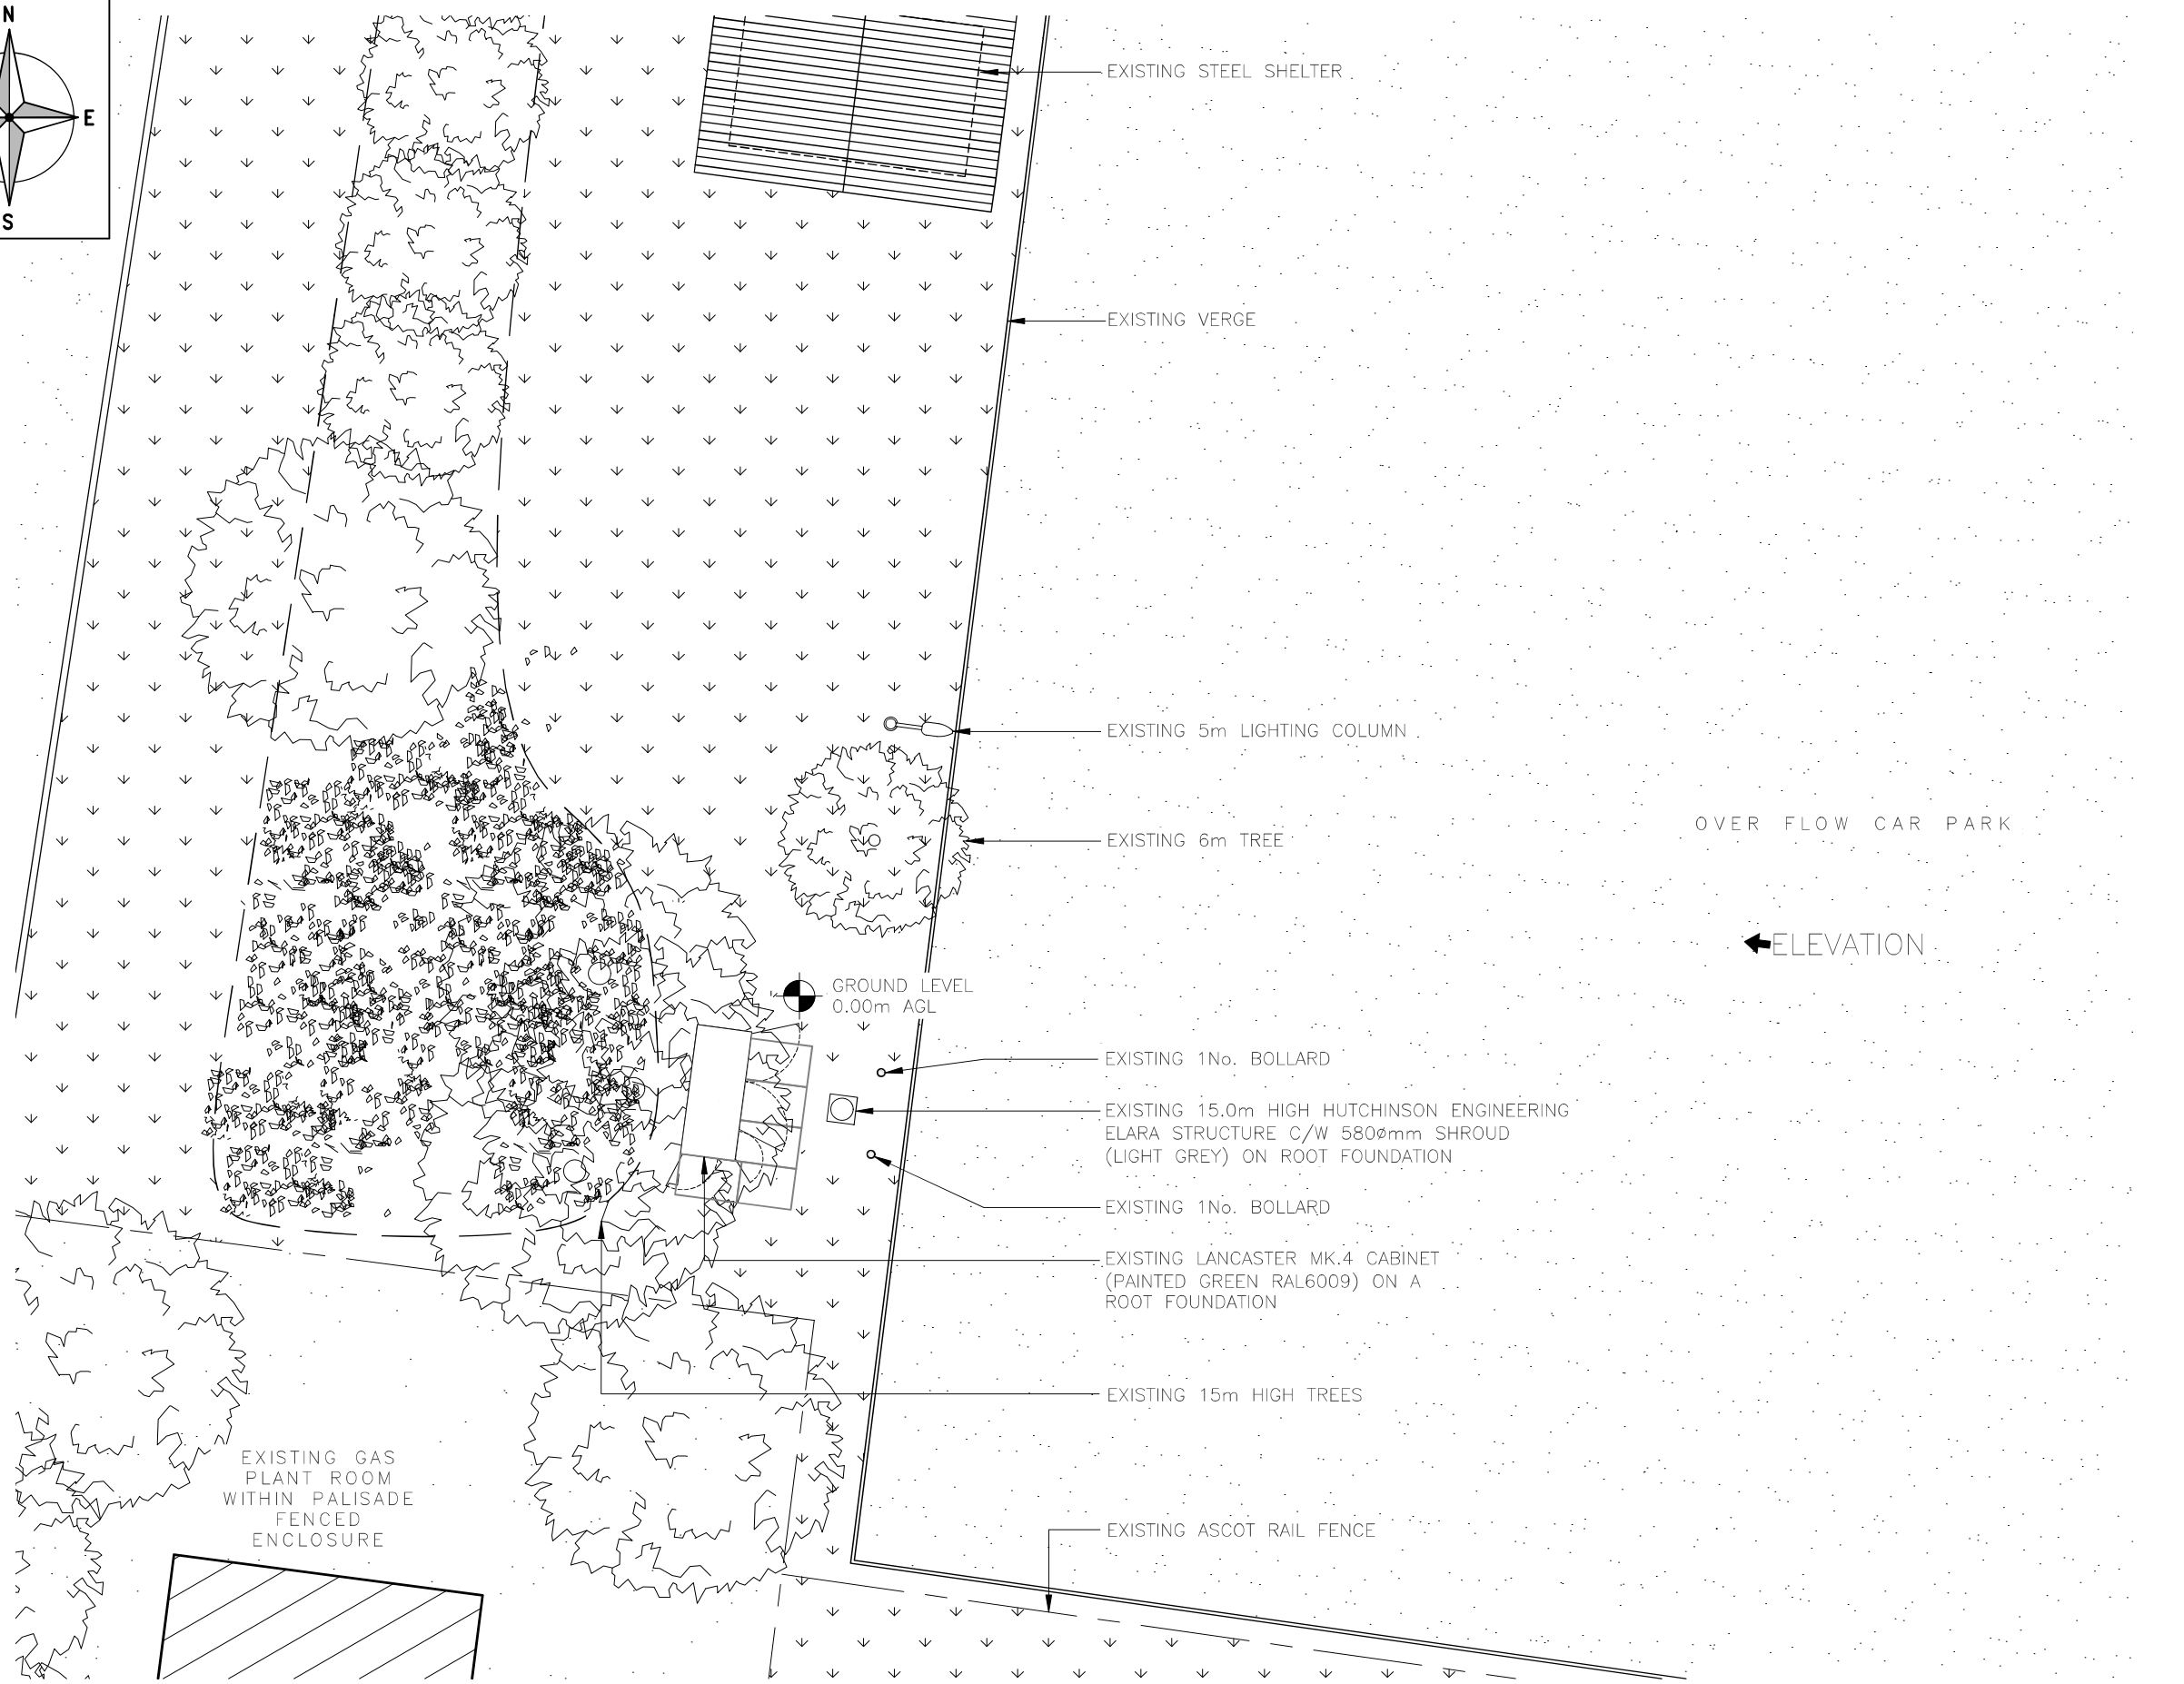 N
E
S
EXISTING STEEL SHELTER
EXISTING VERGE
EXISTING 5m LIGHTING COLUMN
OVER FLOW CAR PARK
EXISTING 6m TREE
ELEVATION
GROUND LEVEL
0.00m AGL
EXISTING 1No. BOLLARD
EXISTING 15.0m HIGH HUTCHINSON ENGINEERING
ELARA STRUCTURE C/W 580ømm SHROUD
(LIGHT GREY) ON ROOT FOUNDATION
EXISTING 1No. BOLLARD
EXISTING LANCASTER MK.4 CABINET
(PAINTED GREEN RAL6009) ON A
ROOT FOUNDATION
EXISTING 15m HIGH TREES
EXISTING GAS
PLANT ROOM
WITHIN PALISADE
FENCED
ENCLOSURE
EXISTING ASCOT RAIL FENCE